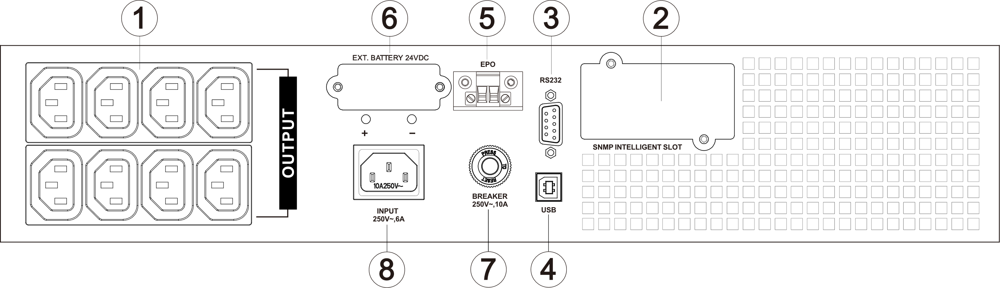 1
6
5
3
2
EXT. BATTERY 24VDC
EPO
RS232
OUTPUT
+ −
SNMP INTELLIGENT SLOT
PRESS
TO
RESET
10A250V~
BREAKER
250V~,10A
INPUT
250V~,6A
USB
8
7
4